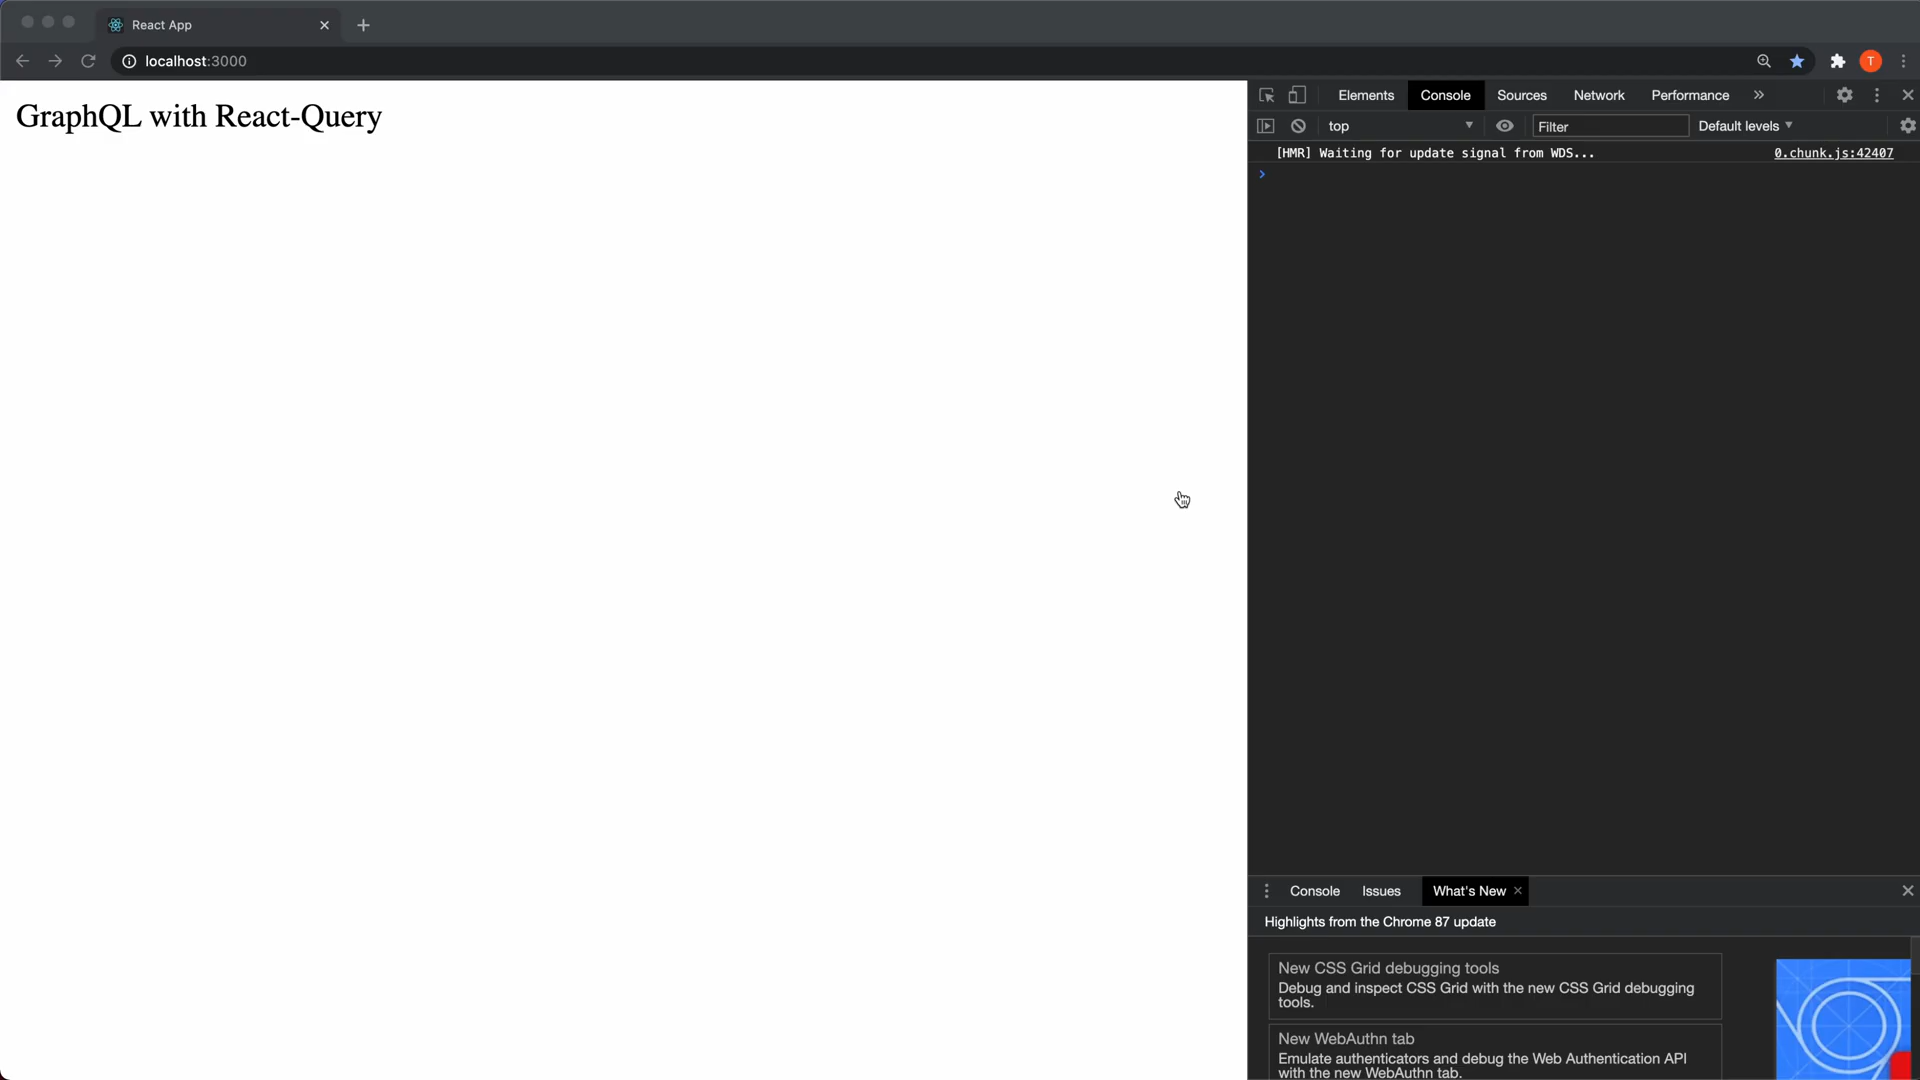 React App
localhost:3000
T
GraphQL with React-Query
Elements
Console
Sources
Network
Performance
top
Filter
Default levels
[HMR] Waiting for update signal from WDS...
0.chunk.js:42407
Console
Issues
What's New
Highlights from the Chrome 87 update
New CSS Grid debugging tools
Debug and inspect CSS Grid with the new CSS Grid debugging
tools.
New WebAuthn tab
Emulate authenticators and debug the Web Authentication API
with the new WebAuthn tab.